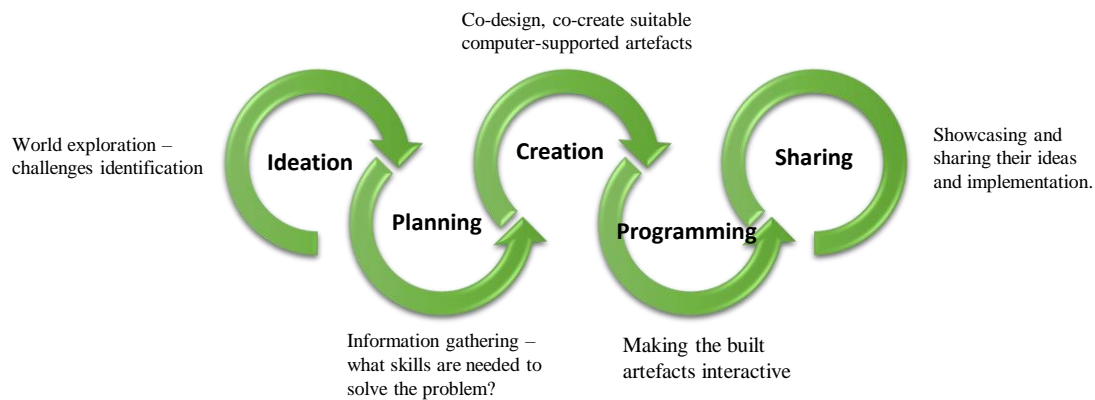 Co-design, co-create suitable
computer-supported artefacts
World exploration –
challenges identification
Ideation
Planning
Creation
Programming
Sharing
Showcasing and
sharing their ideas
and implementation.
Information gathering –
what skills are needed to
solve the problem?
Making the built
artefacts interactive